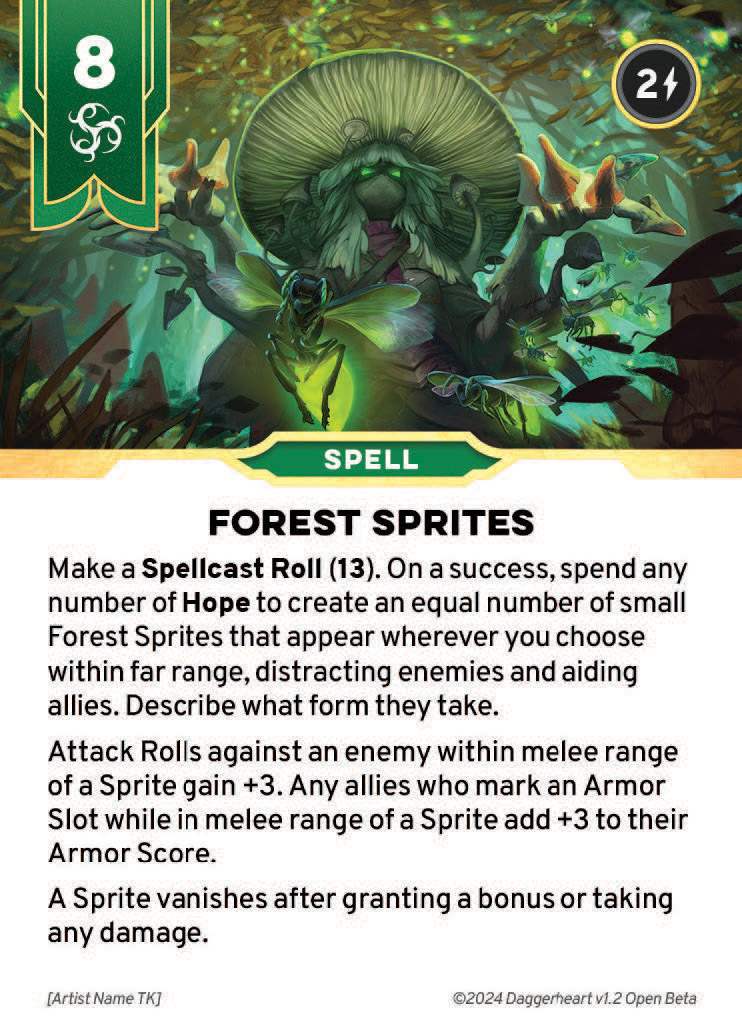 8
2
SPELL
FOREST SPRITES
Make a Spellcast Roll (13). On a success, spend any
number of Hope to create an equal number of small
Forest Sprites that appear wherever you choose
within far range, distracting enemies and aiding
allies. Describe what form they take.
Attack Rolls against an enemy within melee range
of a Sprite gain +3. Any allies who mark an Armor
Slot while in melee range of a Sprite add +3 to their
Armor Score.
A Sprite vanishes after granting a bonus or taking
any damage.
[Artist Name TK]
©2024 Daggerheart v1.2 Open Beta